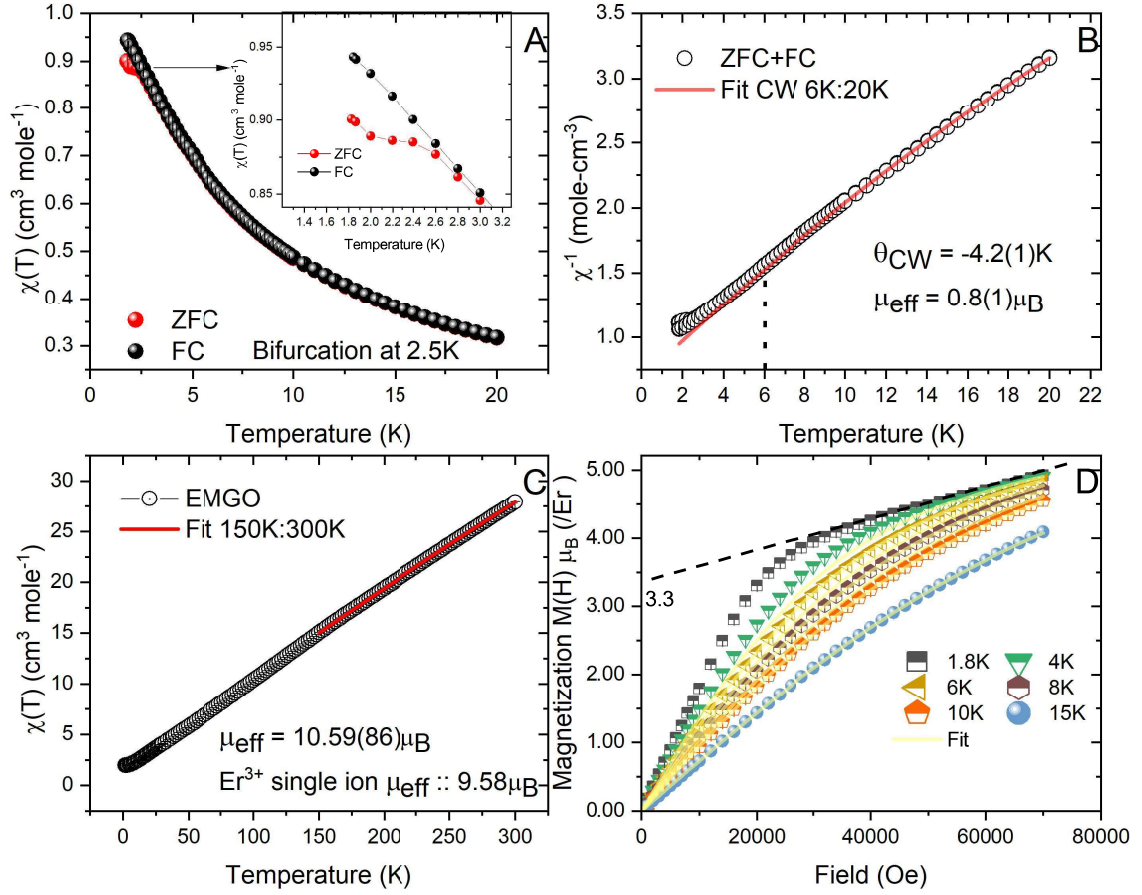 A
1.0
0.9
0.8
0.7
0.6
0.5
0.4
0.3
χ(T) (cm³ mole⁻¹)
0 5 10 15 20
Temperature (K)
ZFC
FC
Bifurcation at 2.5K
0.95
0.90
0.85
χ(T) (cm³ mole⁻¹)
ZFC
FC
1.4 1.6 1.8 2.0 2.2 2.4 2.6 2.8 3.0 3.2
Temperature (K)
B
3.0
2.5
2.0
1.5
1.0
χ⁻¹ (mole-cm⁻³)
ZFC+FC
Fit CW 6K:20K
θCW = -4.2(1)K
μeff = 0.8(1)μB
0 2 4 6 8 10 12 14 16 18 20 22
Temperature (K)
C
30
25
20
15
10
5
0
χ(T) (cm³ mole⁻¹)
EMGO
Fit 150K:300K
μeff = 10.59(86)μB
Er³⁺ single ion μeff :: 9.58μB
0 50 100 150 200 250 300
Temperature (K)
D
5.00
4.00
3.00
2.00
1.00
0.00
Magnetization M(H) μB (/Er)
3.3
1.8K 4K
6K 8K
10K 15K
Fit
0 20000 40000 60000 80000
Field (Oe)